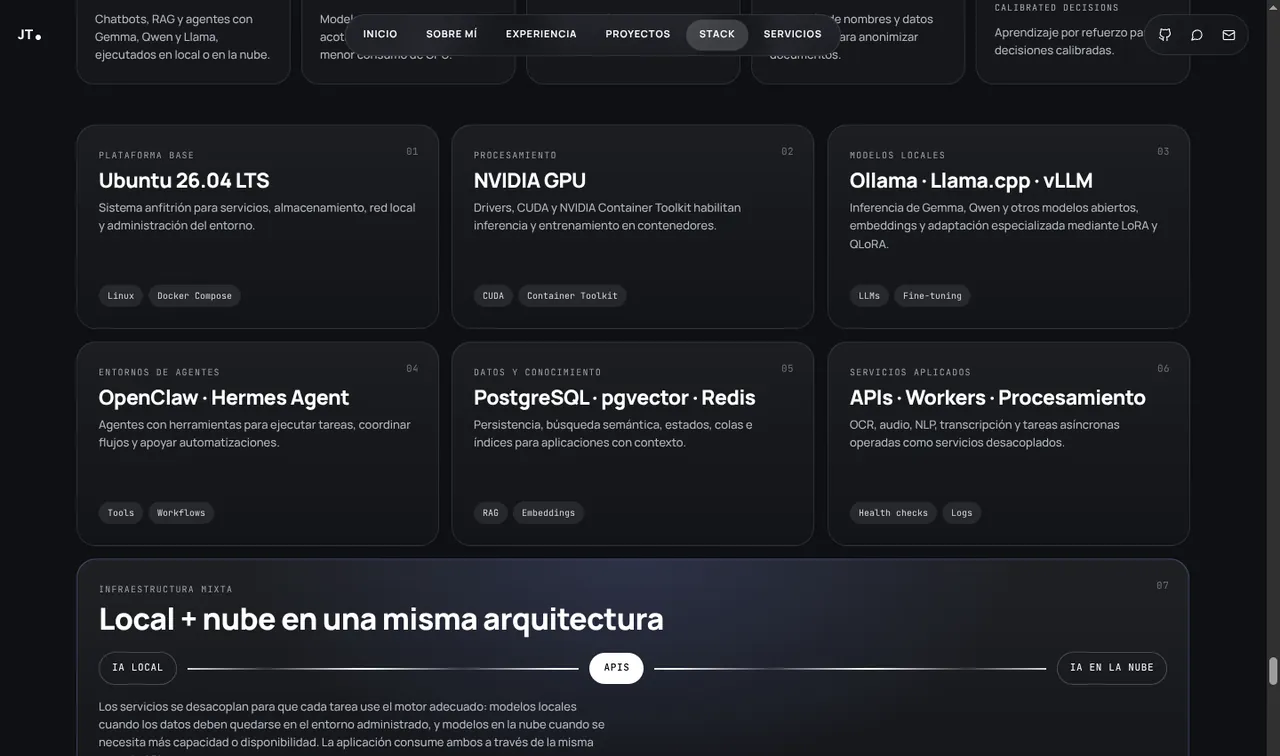 JT
INICIO
SOBRE MÍ
EXPERIENCIA
PROYECTOS
STACK
SERVICIOS
Chatbots, RAG y agentes con
Gemma, Qwen y Llama,
ejecutados en local o en la nube.
de nombres y datos
para anonimizar
documentos.
CALIBRATED DECISIONS
Aprendizaje por refuerzo
decisiones calibradas.
PLATAFORMA BASE
01
Ubuntu 26.04 LTS
Sistema anfitrión para servicios, almacenamiento, red local
y administración del entorno.
Linux
Docker Compose
PROCESAMIENTO
02
NVIDIA GPU
Drivers, CUDA y NVIDIA Container Toolkit habilitan
inferencia y entrenamiento en contenedores.
CUDA
Container Toolkit
MODELOS LOCALES
03
Ollama · Llama.cpp · vLLM
Inferencia de Gemma, Qwen y otros modelos abiertos,
embeddings y adaptación especializada mediante LoRA y
QLoRA.
LLMs
Fine-tuning
ENTORNOS DE AGENTES
04
OpenClaw · Hermes Agent
Agentes con herramientas para ejecutar tareas, coordinar
flujos y apoyar automatizaciones.
Tools
Workflows
DATOS Y CONOCIMIENTO
05
PostgreSQL · pgvector · Redis
Persistencia, búsqueda semántica, estados, colas e
índices para aplicaciones con contexto.
RAG
Embeddings
SERVICIOS APLICADOS
06
APIs · Workers · Procesamiento
OCR, audio, NLP, transcripción y tareas asíncronas
operadas como servicios desacoplados.
Health checks
Logs
INFRAESTRUCTURA MIXTA
07
Local + nube en una misma arquitectura
IA LOCAL
APIS
IA EN LA NUBE
Los servicios se desacoplan para que cada tarea use el motor adecuado: modelos locales
cuando los datos deben quedarse en el entorno administrado, y modelos en la nube cuando se
necesita más capacidad o disponibilidad. La aplicación consume ambos a través de la misma